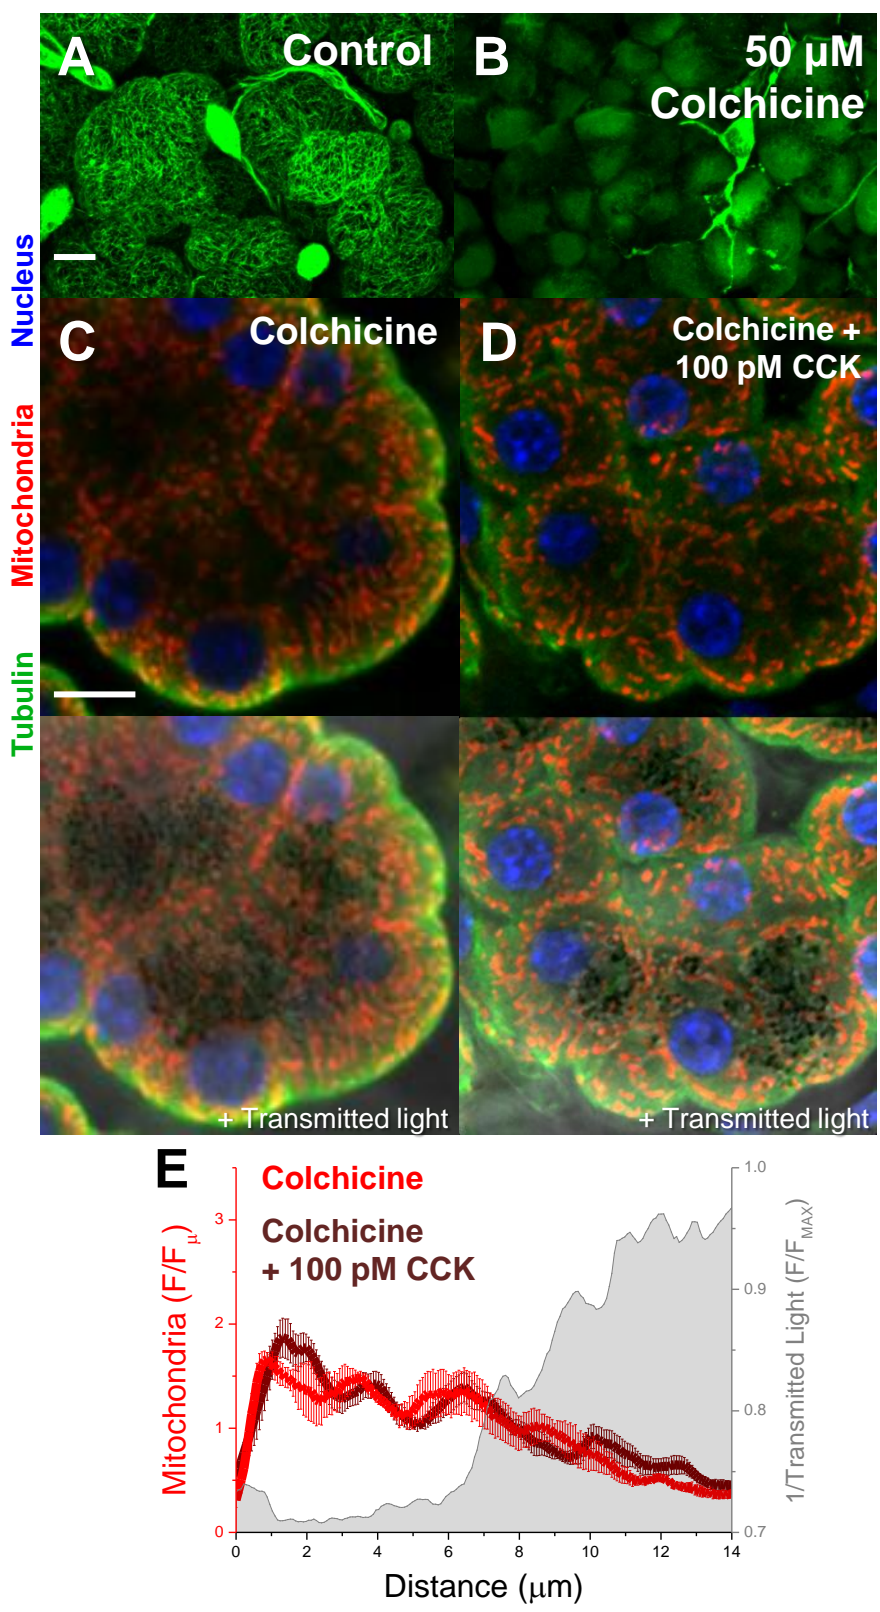 A
Control
B
50 µM
Colchicine
Nucleus
Mitochondria
Tubulin
C
Colchicine
D
Colchicine +
100 pM CCK
+ Transmitted light
+ Transmitted light
E
Colchicine
Colchicine
+ 100 pM CCK
Mitochondria (F/Fμ)
3
2
1
0
1/Transmitted Light (F/FMAX)
1.0
0.9
0.8
0.7
0 2 4 6 8 10 12 14
Distance (μm)